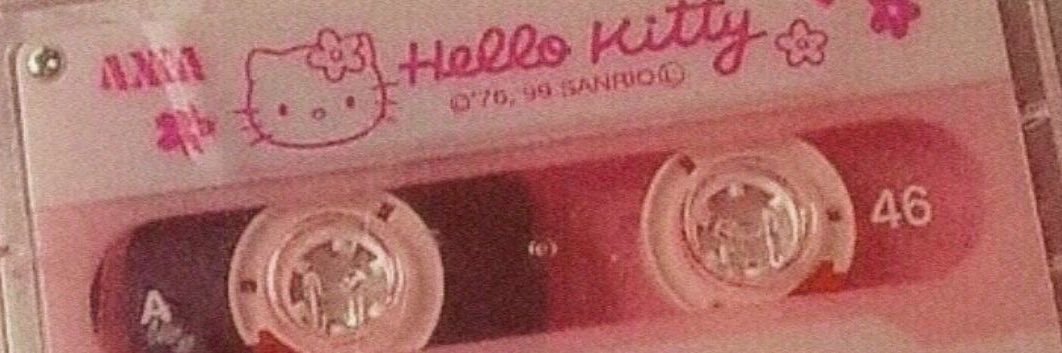 AXIA
Hello Kitty
©'76,'99 SANRIO Ⓛ
46
A